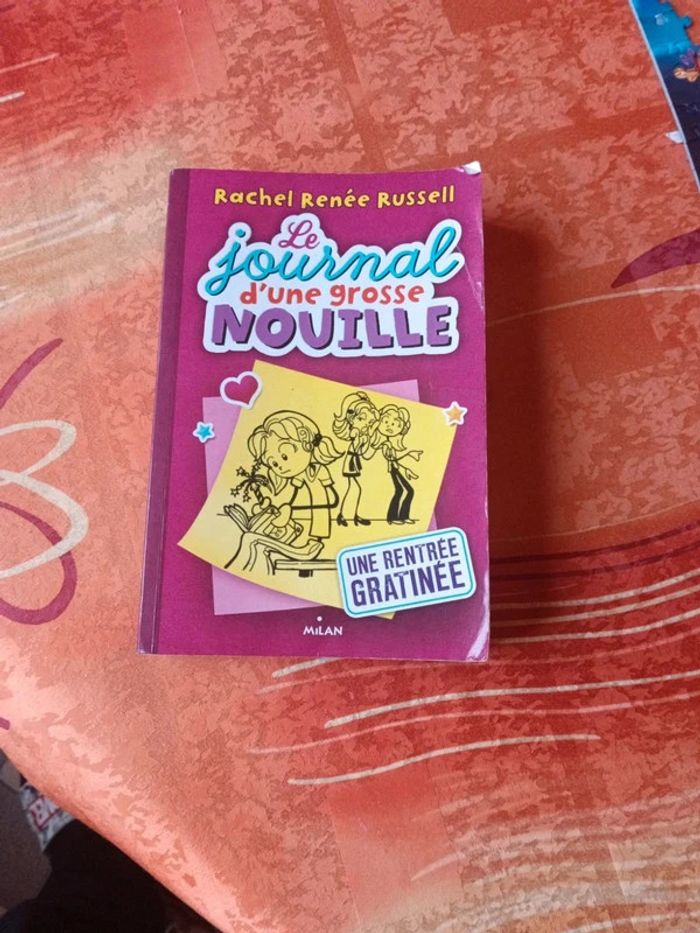 Rachel Renée Russell
Le
journal
d'une grosse
NOUILLE
UNE RENTRÉE
GRATINÉE
MiLAN